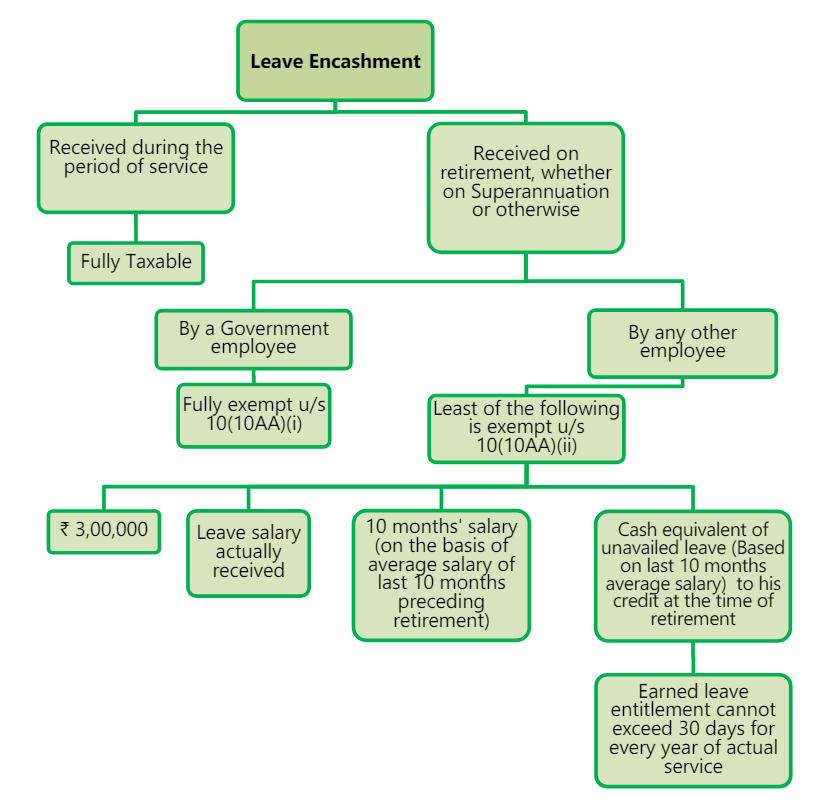 Leave Encashment
Received during the
period of service
Received on
retirement, whether
on Superannuation
or otherwise
Fully Taxable
By a Government
employee
By any other
employee
Fully exempt u/s
10(10AA)(i)
Least of the following
is exempt u/s
10(10AA)(ii)
₹ 3,00,000
Leave salary
actually
received
10 months' salary
(on the basis of
average salary of
last 10 months
preceding
retirement)
Cash equivalent of
unavailed leave (Based
on last 10 months
average salary) to his
credit at the time of
retirement
Earned leave
entitlement cannot
exceed 30 days for
every year of actual
service